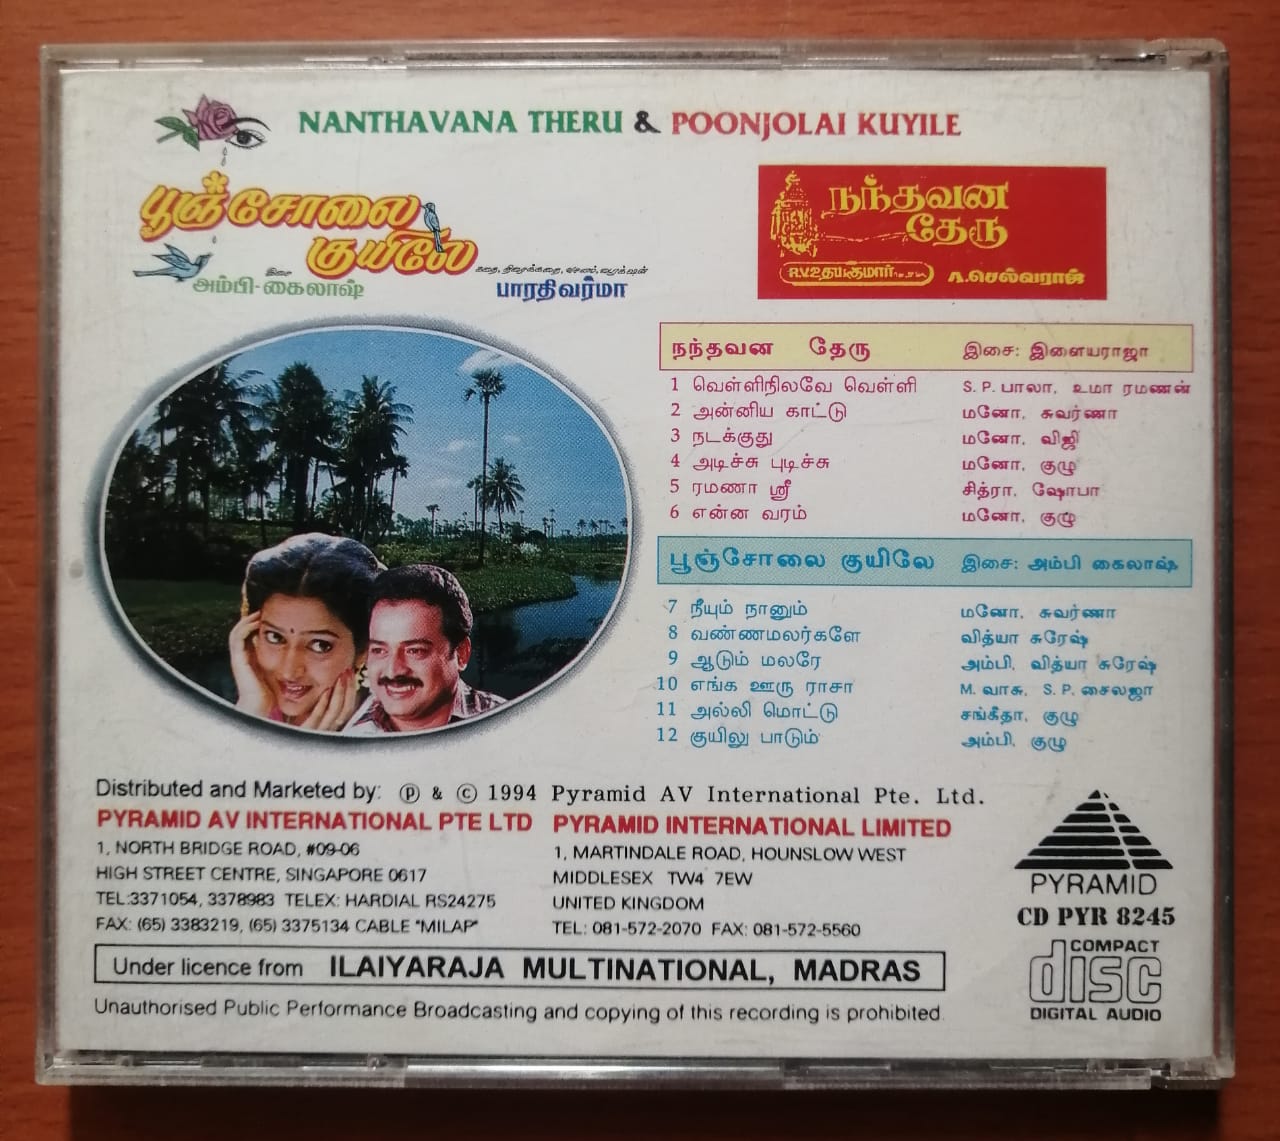 NANTHAVANA THERU & POONJOLAI KUYILE
பூஞ்சோலை
குயிலே
இசை
அம்பி-கைலாஷ்
கதை, திரைக்கதை, வசனம், டைரக்‌ஷன்
பாரதிவர்மா
நந்தவன
தேரு
R.V.உதயகுமார்
A.செல்வராஜ்
நந்தவன தேரு இசை: இளையராஜா
1 வெள்ளிநிலவே வெள்ளி S. P. பாலா, உமா ரமணன்
2 அன்னிய காட்டு மனோ, சுவர்ணா
3 நடக்குது மனோ, விஜி
4 அடிச்சு புடிச்சு மனோ, குழு
5 ரமணா ஸ்ரீ சித்ரா, ஷோபா
6 என்ன வரம் மனோ, குழு
பூஞ்சோலை குயிலே இசை: அம்பி கைலாஷ்
7 நீயும் நானும் மனோ, சுவர்ணா
8 வண்ணமலர்களே வித்யா சுரேஷ்
9 ஆடும் மலரே அம்பி, வித்யா சுரேஷ்
10 எங்க ஊரு ராசா M. வாசு, S. P. சைலஜா
11 அல்லி மொட்டு சங்கீதா, குழு
12 குயிலு பாடும் அம்பி, குழு
Distributed and Marketed by: ℗ & © 1994 Pyramid AV International Pte. Ltd.
PYRAMID AV INTERNATIONAL PTE LTD
1, NORTH BRIDGE ROAD, #09-06
HIGH STREET CENTRE, SINGAPORE 0617
TEL:3371054, 3378983 TELEX: HARDIAL RS24275
FAX: (65) 3383219, (65) 3375134 CABLE "MILAP"
PYRAMID INTERNATIONAL LIMITED
1, MARTINDALE ROAD, HOUNSLOW WEST
MIDDLESEX TW4 7EW
UNITED KINGDOM
TEL: 081-572-2070 FAX: 081-572-5560
PYRAMID
CD PYR 8245
COMPACT
disc
DIGITAL AUDIO
Under licence from ILAIYARAJA MULTINATIONAL, MADRAS
Unauthorised Public Performance Broadcasting and copying of this recording is prohibited.